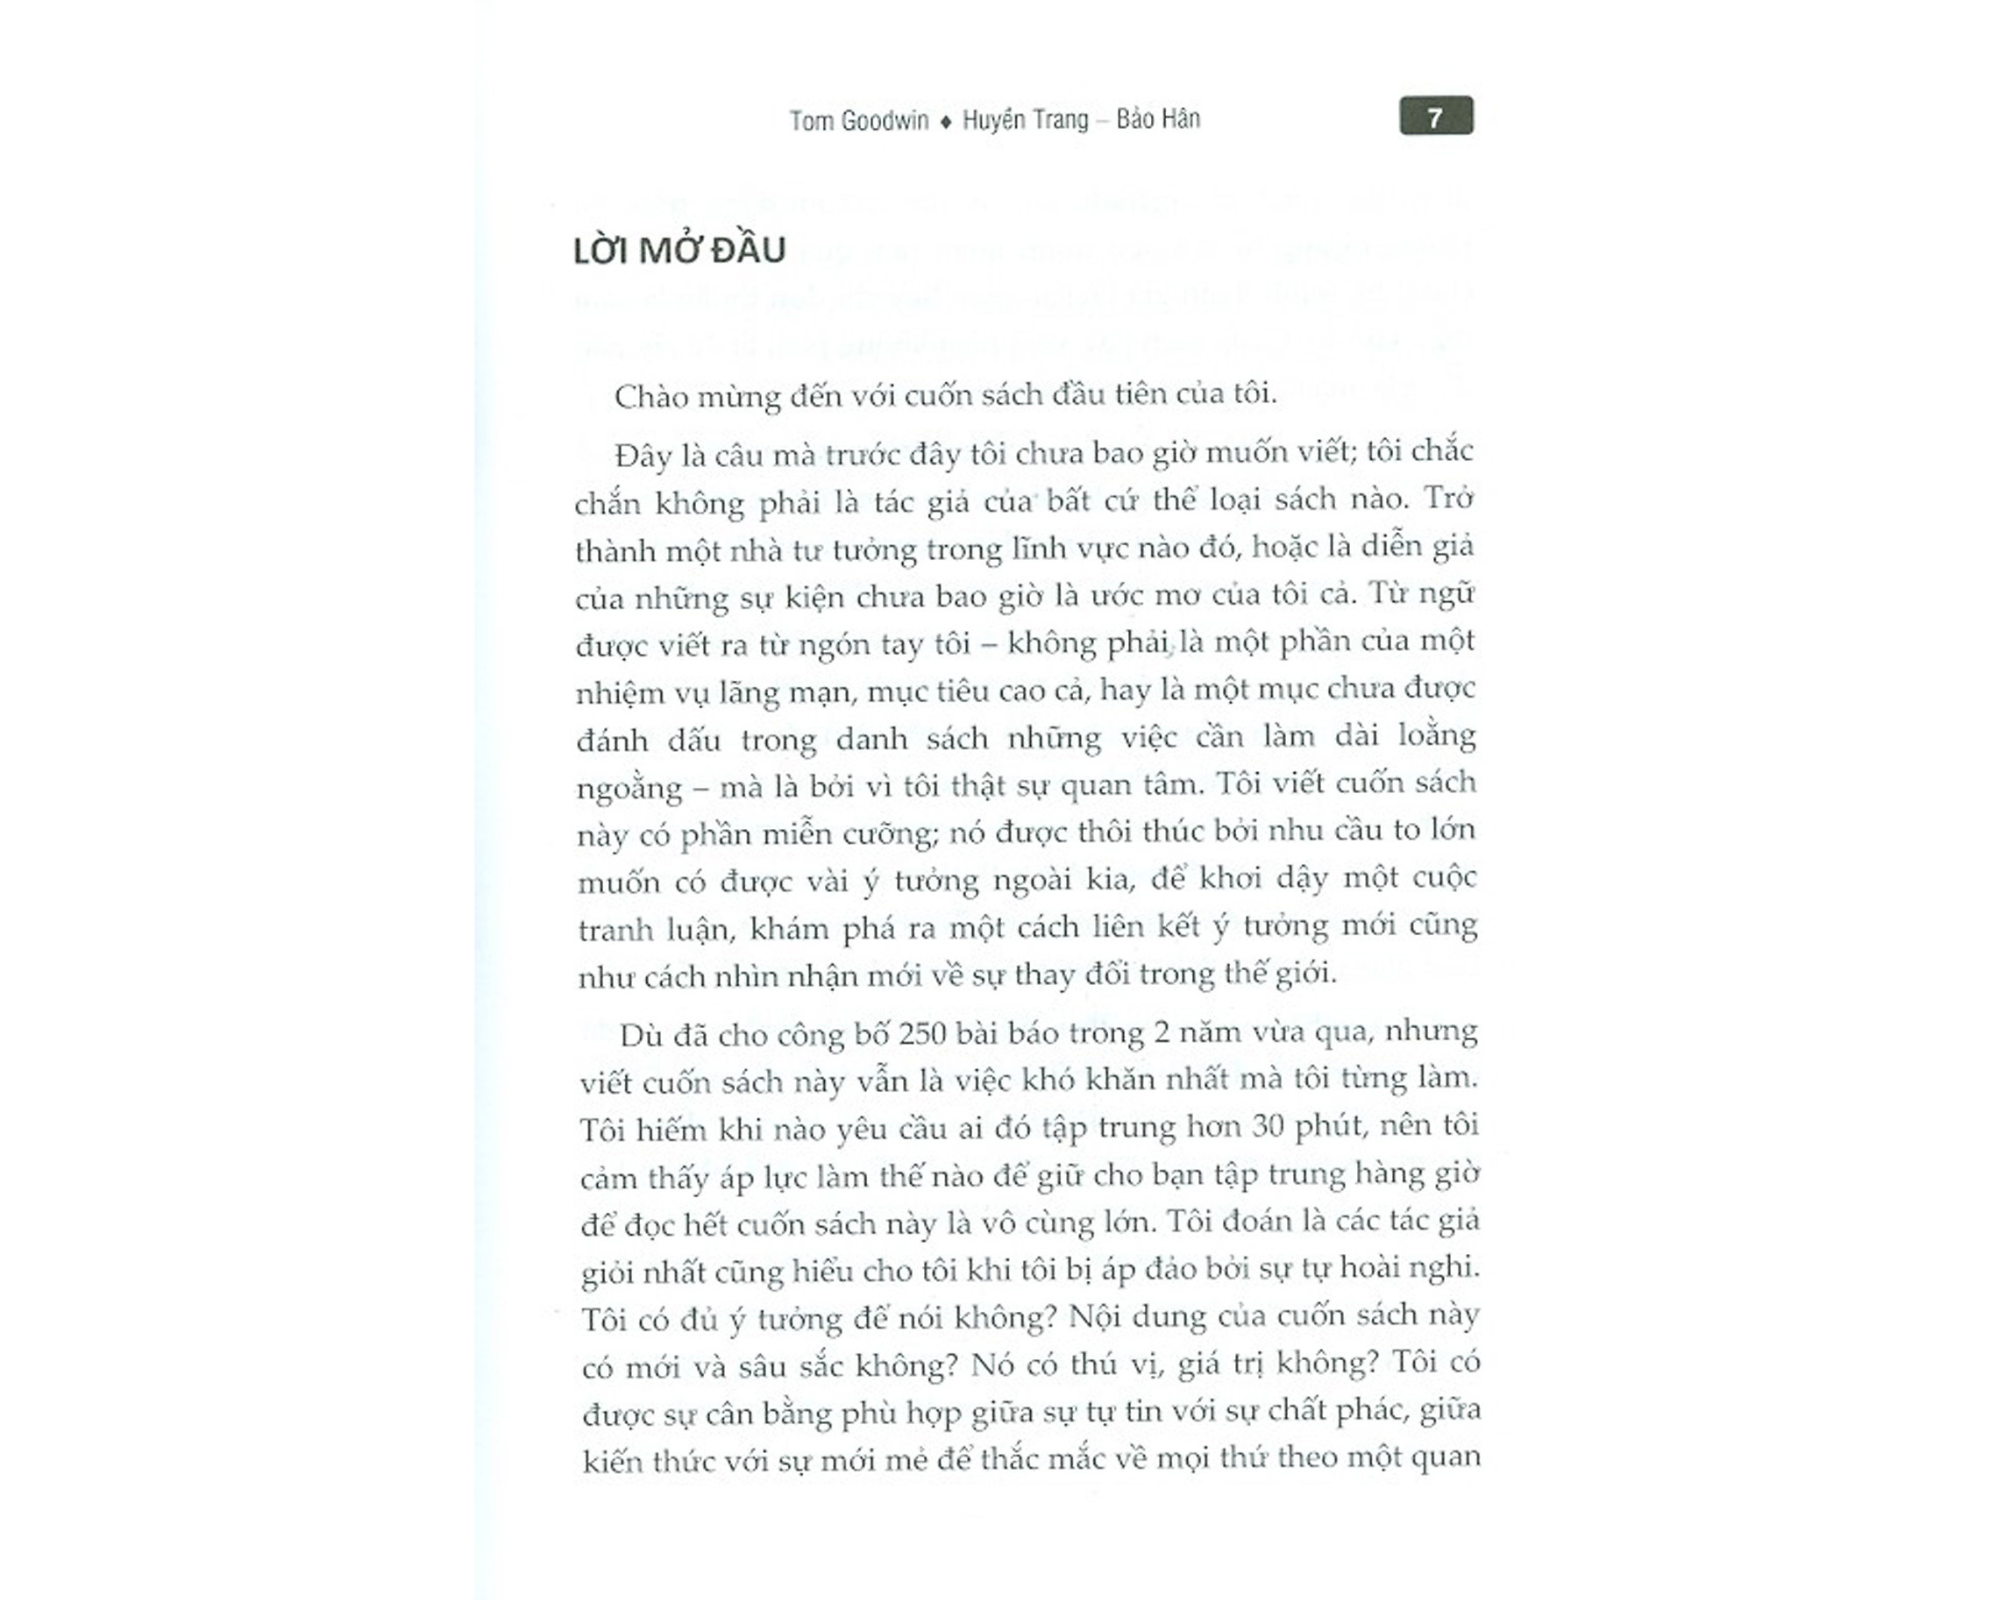 Tom Goodwin ♦ Huyền Trang – Bảo Hân
7
LỜI MỞ ĐẦU
Chào mừng đến với cuốn sách đầu tiên của tôi.
Đây là câu mà trước đây tôi chưa bao giờ muốn viết; tôi chắc
chắn không phải là tác giả của bất cứ thể loại sách nào. Trở
thành một nhà tư tưởng trong lĩnh vực nào đó, hoặc là diễn giả
của những sự kiện chưa bao giờ là ước mơ của tôi cả. Từ ngữ
được viết ra từ ngón tay tôi – không phải là một phần của một
nhiệm vụ lãng mạn, mục tiêu cao cả, hay là một mục chưa được
đánh dấu trong danh sách những việc cần làm dài loằng
ngoằng – mà là bởi vì tôi thật sự quan tâm. Tôi viết cuốn sách
này có phần miễn cưỡng; nó được thôi thúc bởi nhu cầu to lớn
muốn có được vài ý tưởng ngoài kia, để khơi dậy một cuộc
tranh luận, khám phá ra một cách liên kết ý tưởng mới cũng
như cách nhìn nhận mới về sự thay đổi trong thế giới.
Dù đã cho công bố 250 bài báo trong 2 năm vừa qua, nhưng
viết cuốn sách này vẫn là việc khó khăn nhất mà tôi từng làm.
Tôi hiếm khi nào yêu cầu ai đó tập trung hơn 30 phút, nên tôi
cảm thấy áp lực làm thế nào để giữ cho bạn tập trung hàng giờ
để đọc hết cuốn sách này là vô cùng lớn. Tôi đoán là các tác giả
giỏi nhất cũng hiểu cho tôi khi tôi bị áp đảo bởi sự tự hoài nghi.
Tôi có đủ ý tưởng để nói không? Nội dung của cuốn sách này
có mới và sâu sắc không? Nó có thú vị, giá trị không? Tôi có
được sự cân bằng phù hợp giữa sự tự tin với sự chất phác, giữa
kiến thức với sự mới mẻ để thắc mắc về mọi thứ theo một quan